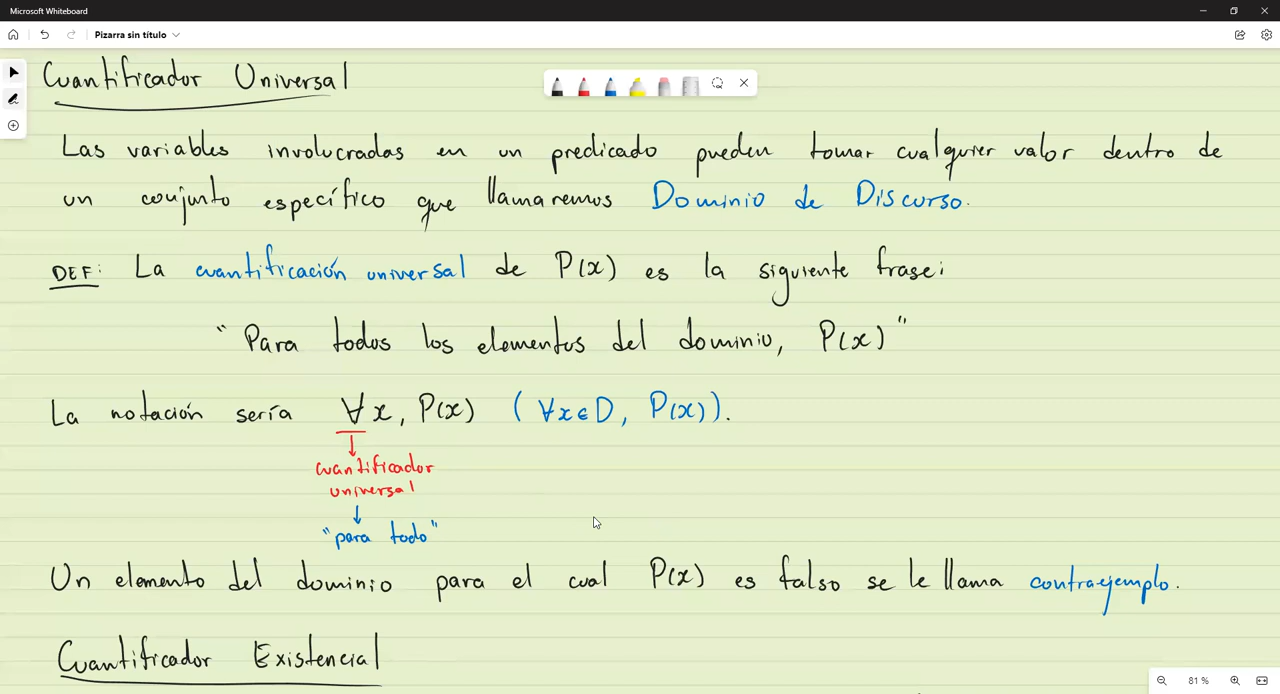 Microsoft Whiteboard
Pizarra sin título
Cuantificador Universal
Las variables involucradas en un predicado pueden tomar cualquier valor dentro de
un conjunto específico que llamaremos Dominio de Discurso.
DEF: La cuantificación universal de P(x) es la siguiente frase:
"Para todos los elementos del dominio, P(x)"
La notación sería ∀x, P(x) (∀x∈D, P(x)).
↓
cuantificador
universal
↓
"para todo"
Un elemento del dominio para el cual P(x) es falso se le llama contraejemplo.
Cuantificador Existencial
81 %